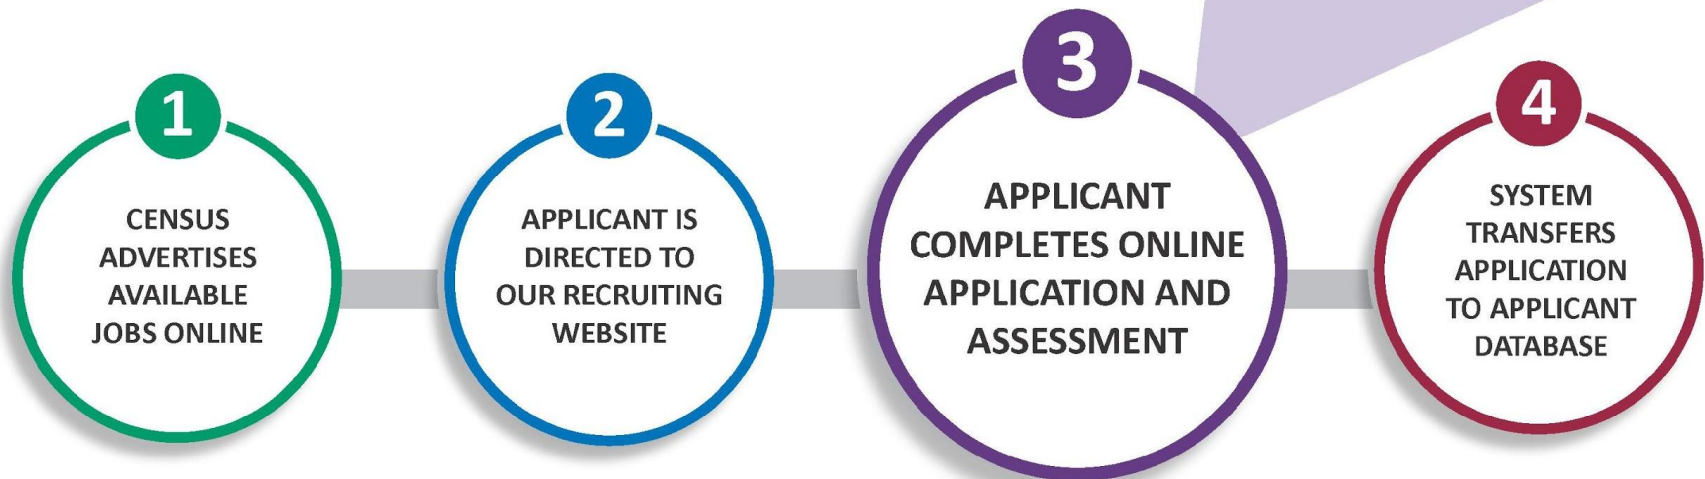 1
CENSUS
ADVERTISES
AVAILABLE
JOBS ONLINE
2
APPLICANT IS
DIRECTED TO
OUR RECRUITING
WEBSITE
3
APPLICANT
COMPLETES ONLINE
APPLICATION AND
ASSESSMENT
4
SYSTEM
TRANSFERS
APPLICATION
TO APPLICANT
DATABASE